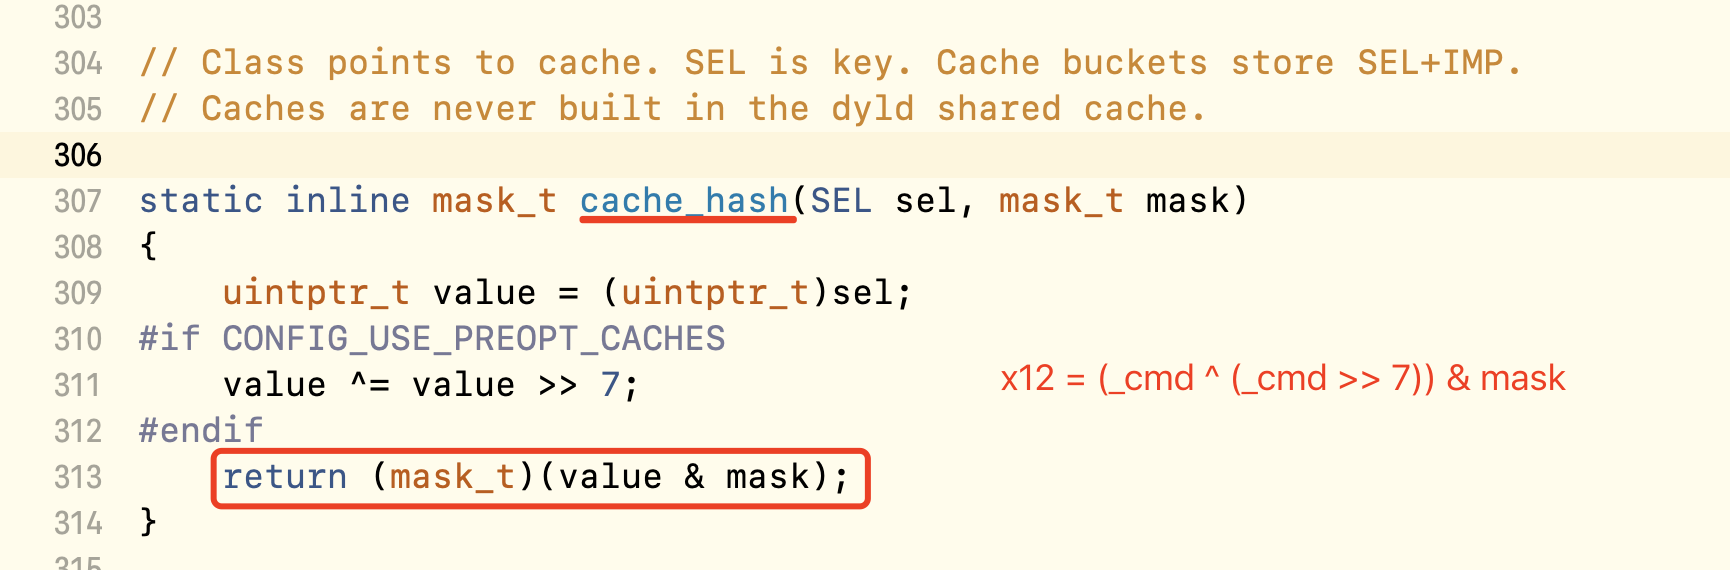 303
304 // Class points to cache. SEL is key. Cache buckets store SEL+IMP.
305 // Caches are never built in the dyld shared cache.
306
307 static inline mask_t cache_hash(SEL sel, mask_t mask)
308 {
309     uintptr_t value = (uintptr_t)sel;
310 #if CONFIG_USE_PREOPT_CACHES
311     value ^= value >> 7;
x12 = (_cmd ^ (_cmd >> 7)) & mask
312 #endif
313     return (mask_t)(value & mask);
314 }
315